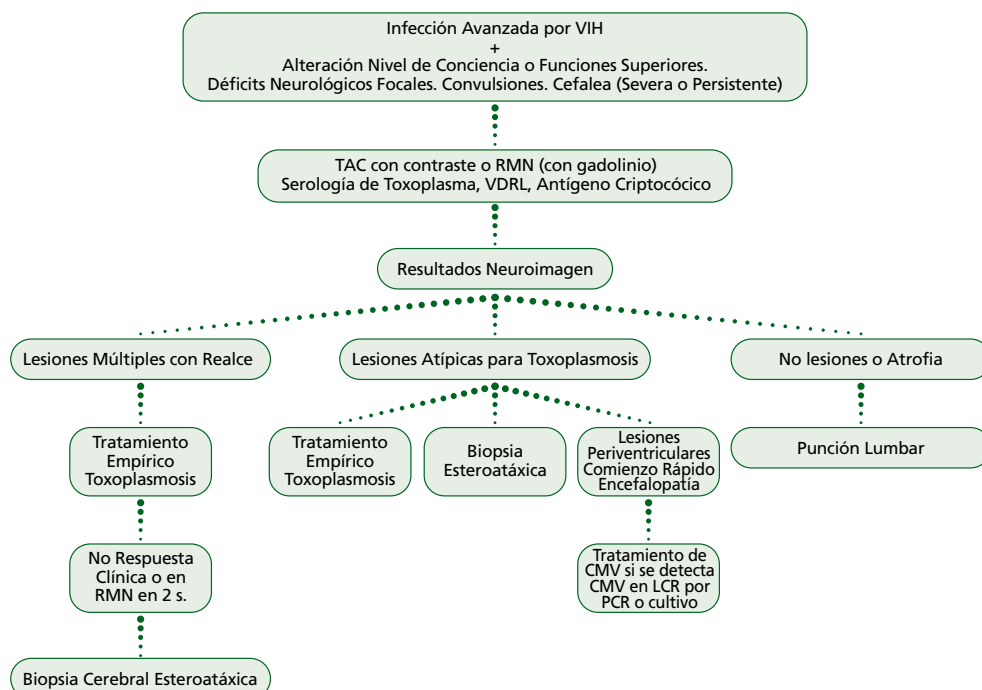 Infección Avanzada por VIH
+
Alteración Nivel de Conciencia o Funciones Superiores.
Déficits Neurológicos Focales. Convulsiones. Cefalea (Severa o Persistente)
TAC con contraste o RMN (con gadolinio)
Serología de Toxoplasma, VDRL, Antígeno Criptocócico
Resultados Neuroimagen
Lesiones Múltiples con Realce
Lesiones Atípicas para Toxoplasmosis
No lesiones o Atrofia
Tratamiento
Empírico
Toxoplasmosis
Tratamiento
Empírico
Toxoplasmosis
Biopsia
Esteroatáxica
Lesiones
Periventriculares
Comienzo Rápido
Encefalopatía
Punción Lumbar
No Respuesta
Clínica o en
RMN en 2 s.
Tratamiento de
CMV si se detecta
CMV en LCR por
PCR o cultivo
Biopsia Cerebral Esteroatáxica